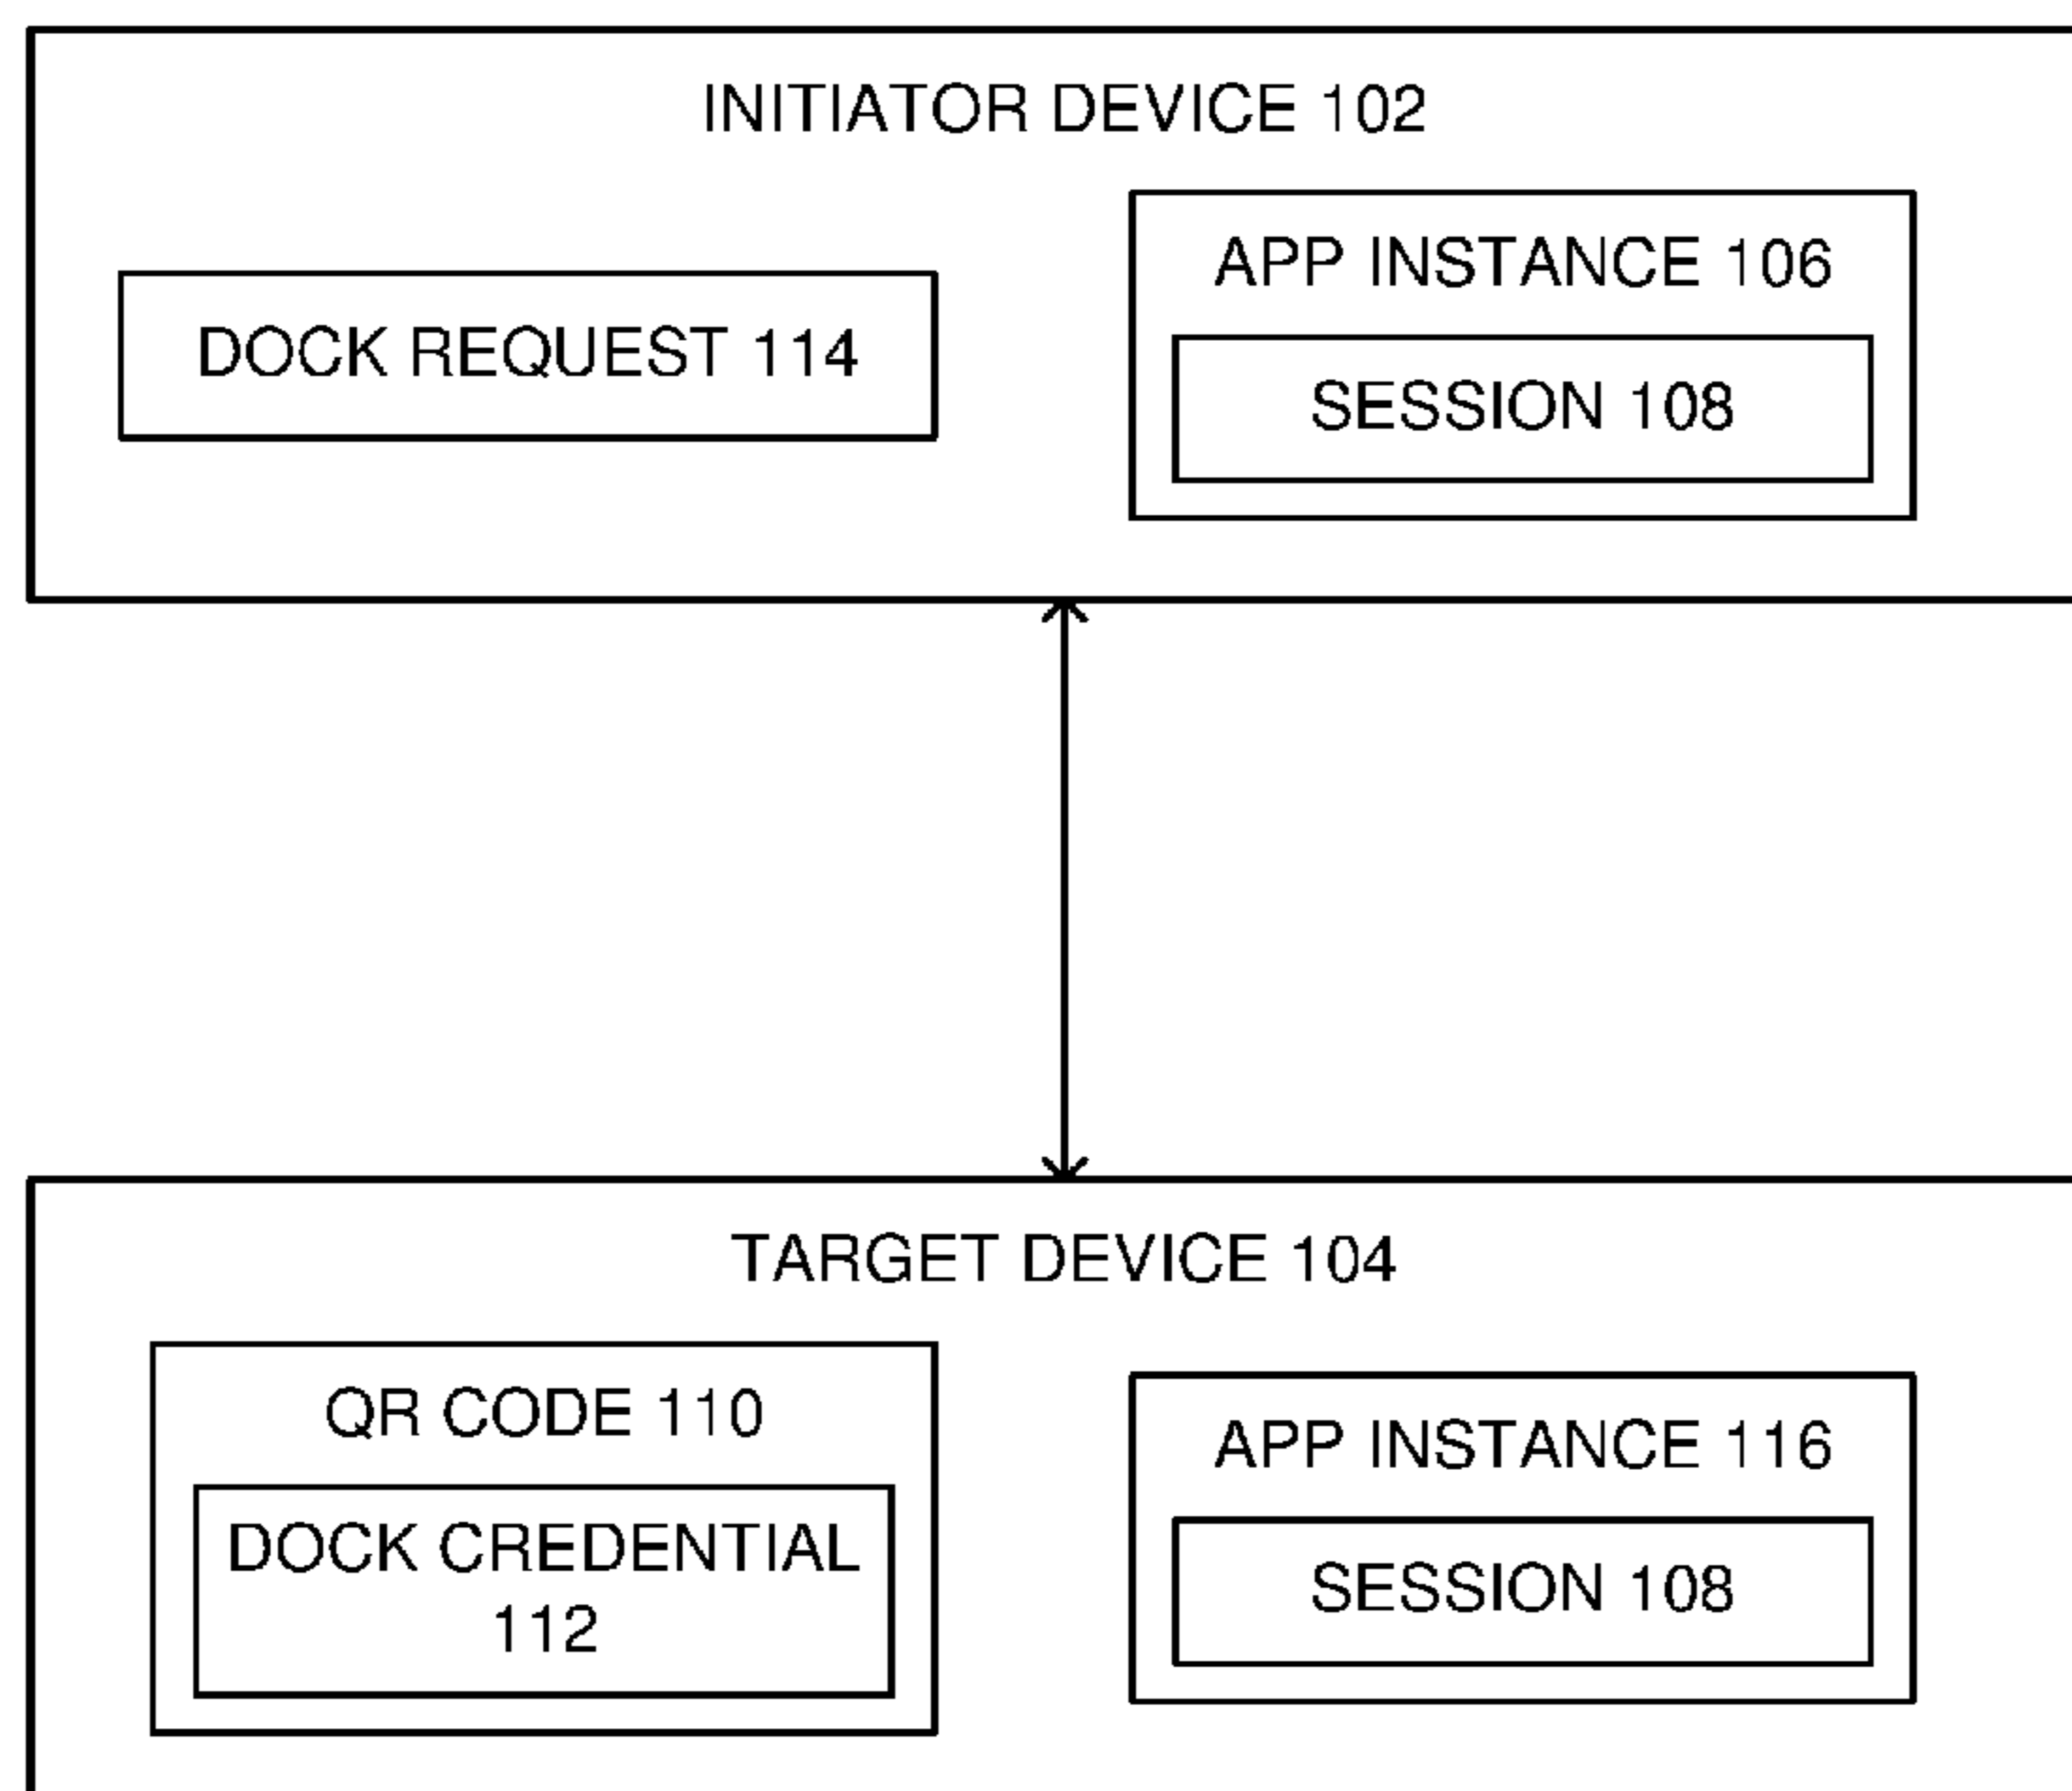 INITIATOR DEVICE 102
DOCK REQUEST 114
APP INSTANCE 106
SESSION 108
TARGET DEVICE 104
QR CODE 110
DOCK CREDENTIAL
112
APP INSTANCE 116
SESSION 108